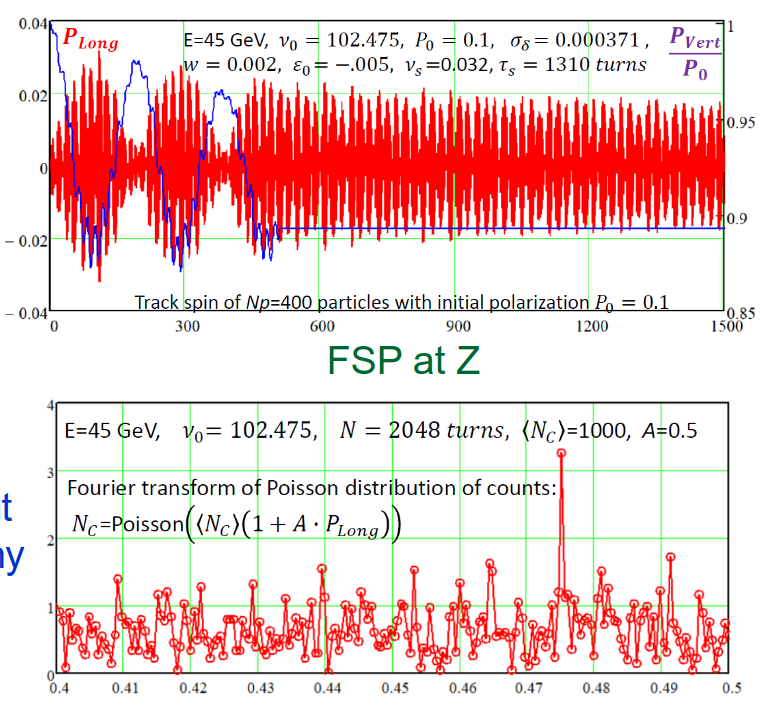 0.04
0.02
0
– 0.02
– 0.04
P_Long
E=45 GeV, ν₀ = 102.475, P₀ = 0.1, σ_δ = 0.000371 ,
w = 0.002, ε₀ = −.005, ν_s =0.032, τ_s = 1310 turns
P_Vert
P₀
1
0.95
0.9
0.85
Track spin of Np=400 particles with initial polarization P₀ = 0.1
0 300 600 900 1200 1500
FSP at Z
4
3
2
1
0
E=45 GeV, ν₀= 102.475, N = 2048 turns, ⟨N_C⟩=1000, A=0.5
Fourier transform of Poisson distribution of counts:
N_C=Poisson(⟨N_C⟩(1 + A · P_Long))
0.4 0.41 0.42 0.43 0.44 0.45 0.46 0.47 0.48 0.49 0.5